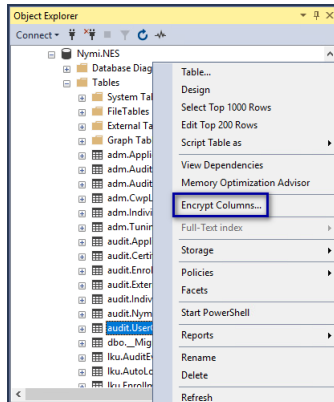 Object Explorer
Connect
Nymi.NES
Database Diag
Tables
System Tal
FileTables
External Ta
Graph Tab
adm.Appli
adm.Audit
adm.Audit
adm.CwpL
adm.Indivi
adm.Tunin
audit.Appl
audit.Certi
audit.Enrol
audit.Exter
audit.Indiv
audit.Nym
audit.User
dbo.__Mig
lku.AuditE
lku.AutoLo
lku.Enrollm
Table...
Design
Select Top 1000 Rows
Edit Top 200 Rows
Script Table as
View Dependencies
Memory Optimization Advisor
Encrypt Columns...
Full-Text index
Storage
Policies
Facets
Start PowerShell
Reports
Rename
Delete
Refresh